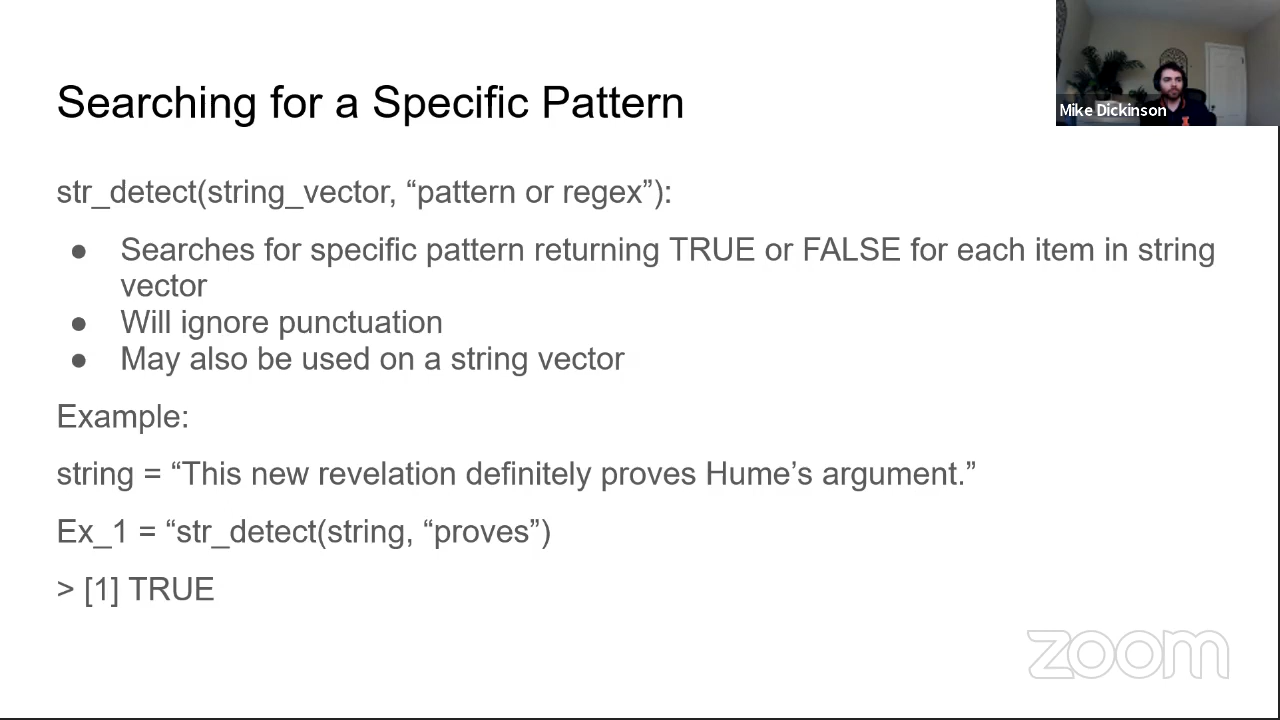 Searching for a Specific Pattern
Mike Dickinson
str_detect(string_vector, “pattern or regex”):
● Searches for specific pattern returning TRUE or FALSE for each item in string
vector
● Will ignore punctuation
● May also be used on a string vector
Example:
string = “This new revelation definitely proves Hume’s argument.”
Ex_1 = “str_detect(string, “proves”)
> [1] TRUE
zoom